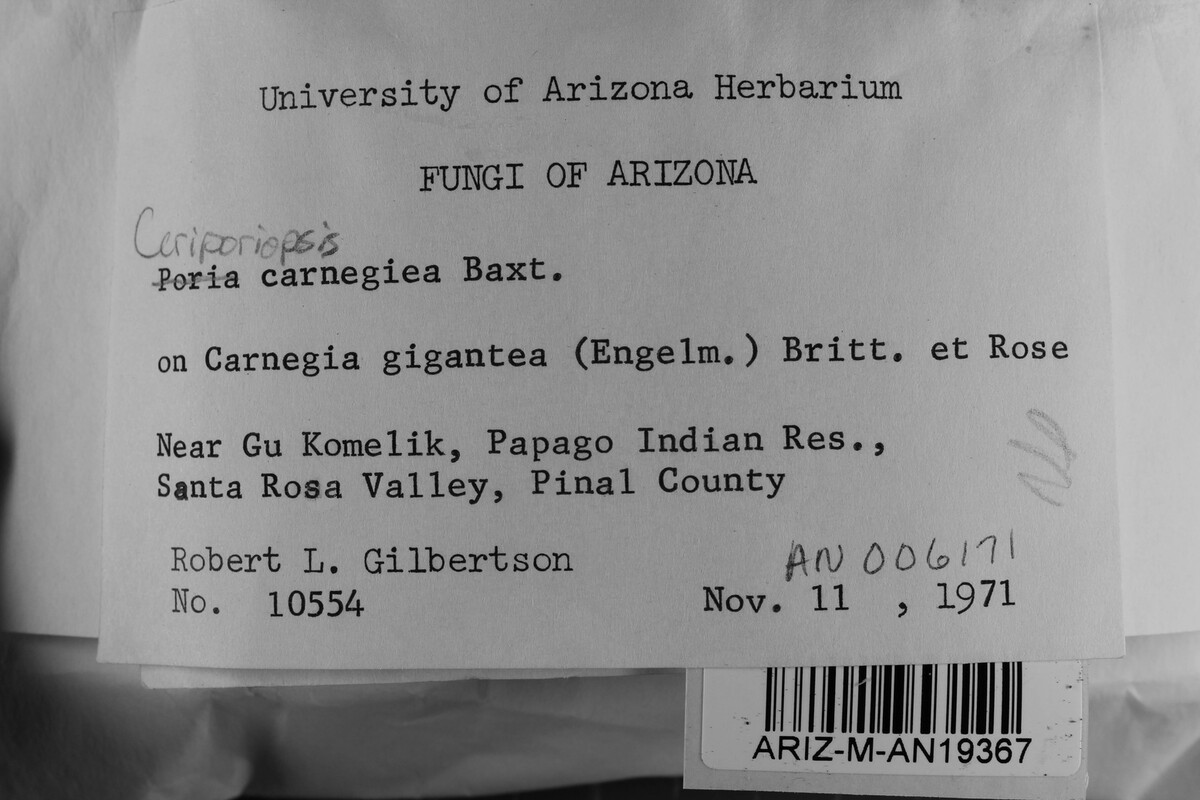 University of Arizona Herbarium
FUNGI OF ARIZONA
Ceriporiopsis
Poria carnegiea Baxt.
on Carnegia gigantea (Engelm.) Britt. et Rose
Near Gu Komelik, Papago Indian Res.,
Santa Rosa Valley, Pinal County
Robert L. Gilbertson
AN 006171
No. 10554
Nov. 11 , 1971
ARIZ-M-AN19367